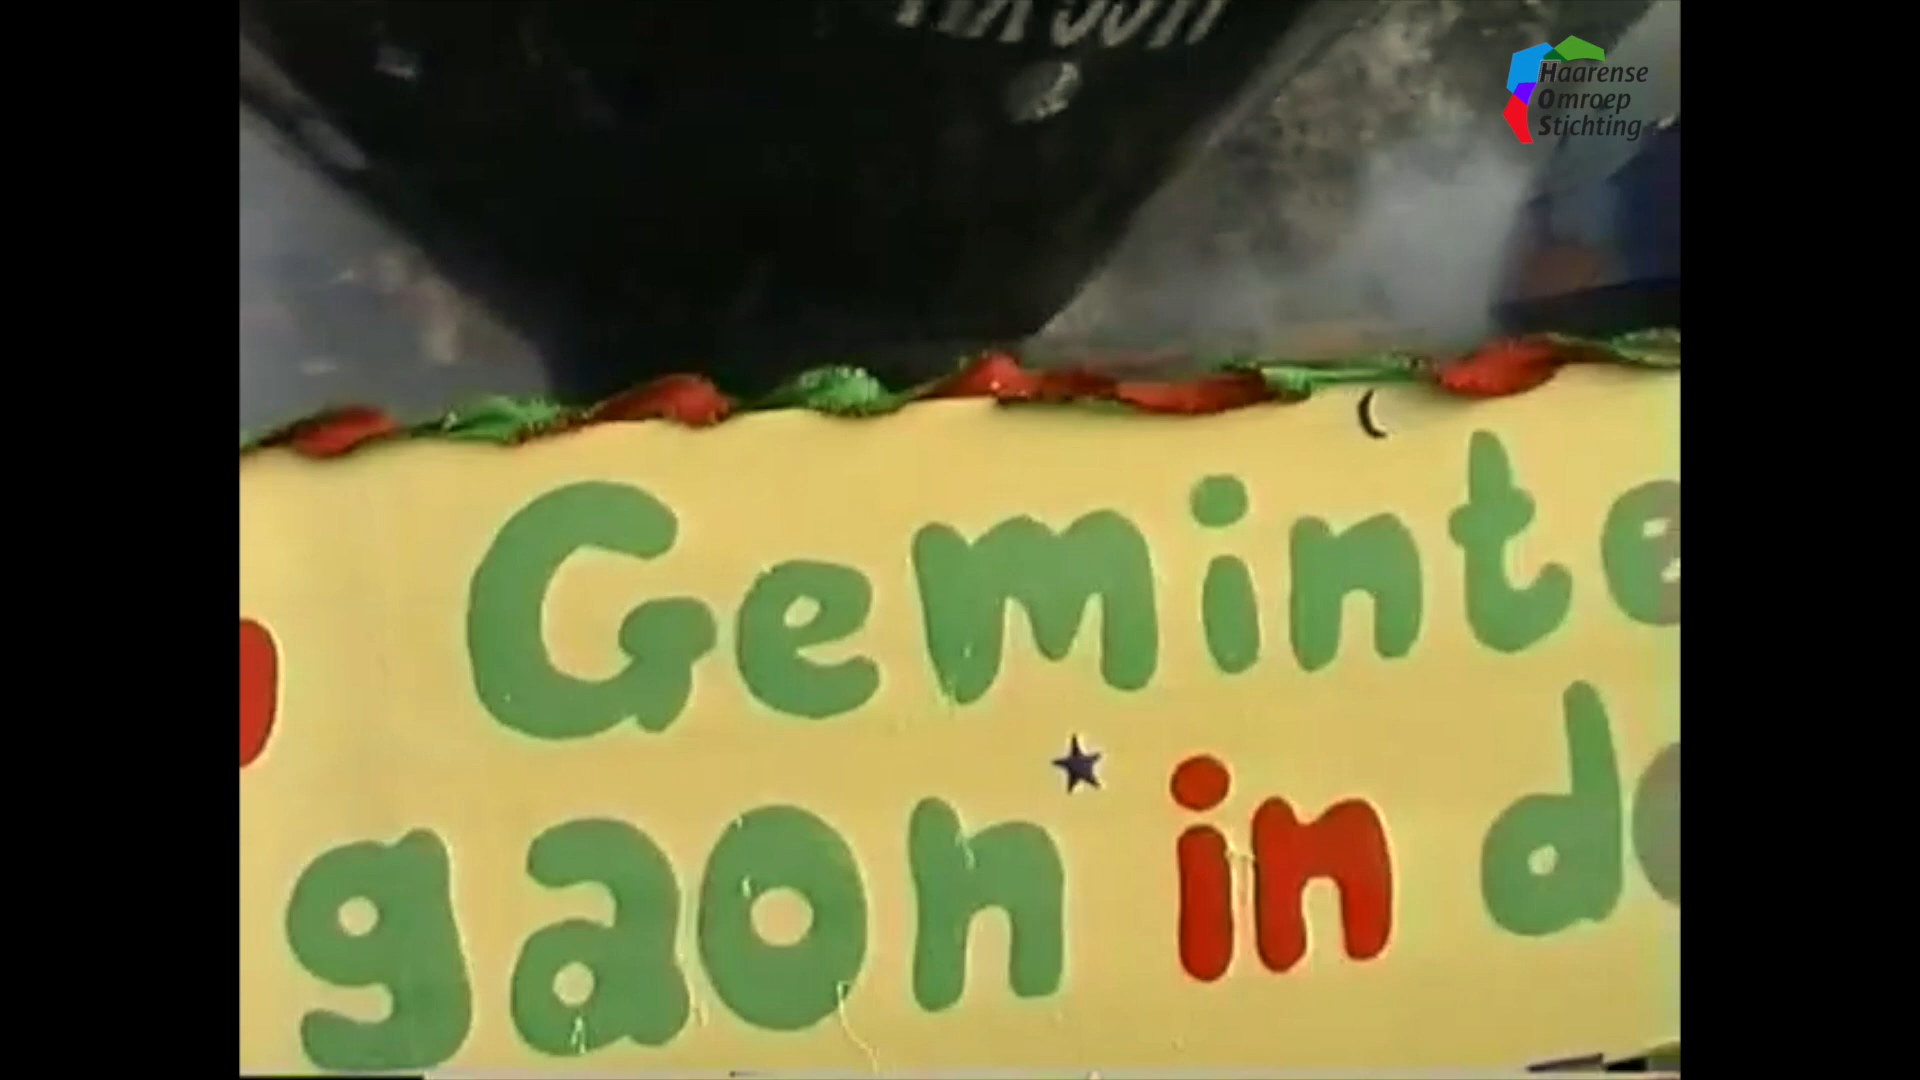 Haarense
Omroep
Stichting
Geminte
gaon in d